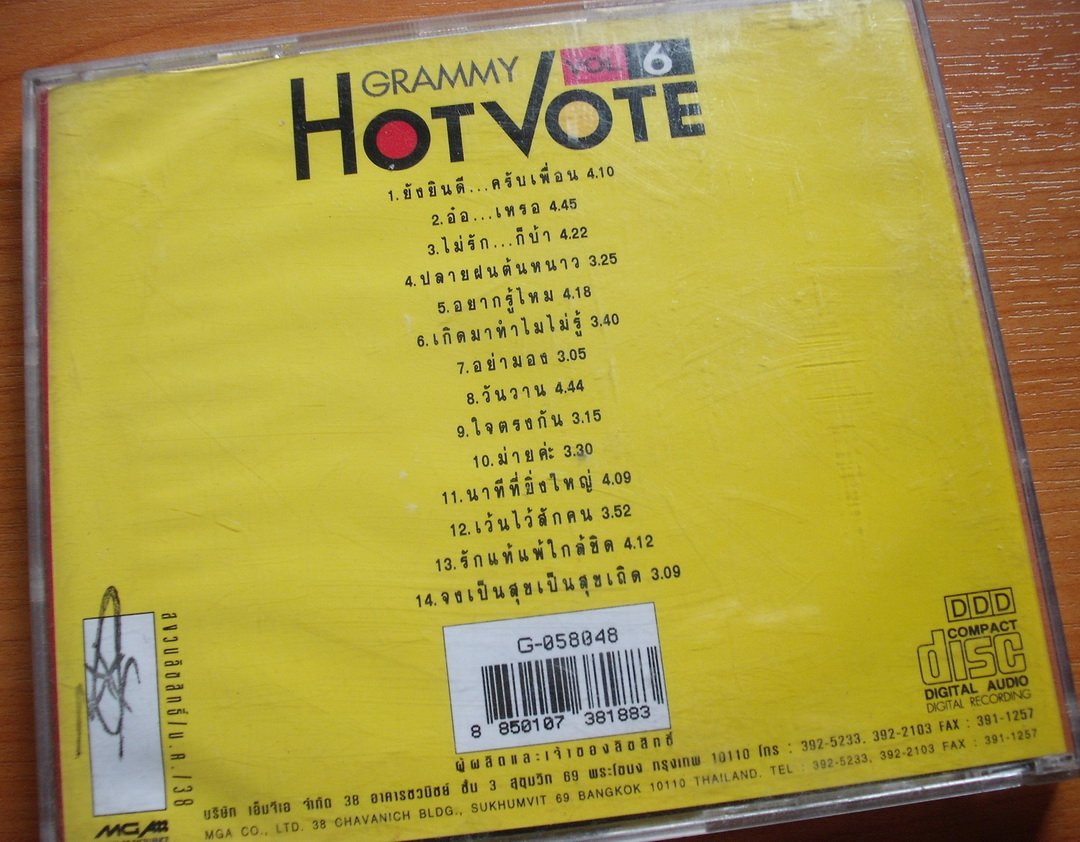 GRAMMY VOL 6
HOTVOTE
1.ยังยินดี...ครับเพื่อน 4.10
2.อ๋อ...เหรอ 4.45
3.ไม่รัก...ก็บ้า 4.22
4.ปลายฝนต้นหนาว 3.25
5.อยากรู้ไหม 4.18
6.เกิดมาทำไมไม่รู้ 3.40
7.อย่ามอง 3.05
8.วันวาน 4.44
9.ใจตรงกัน 3.15
10.ม่ายค่ะ 3.30
11.นาทีที่ยิ่งใหญ่ 4.09
12.เว้นไว้สักคน 3.52
13.รักแท้แพ้ใกล้ชิด 4.12
14.จงเป็นสุขเป็นสุขเถิด 3.09
G-058048
8 850107 381883
DDD
COMPACT
disc
DIGITAL AUDIO
DIGITAL RECORDING
สงวนลิขสิทธิ์/ม.ค./38
ผู้ผลิตและเจ้าของลิขสิทธิ์
บริษัท เอ็มจีเอ จำกัด 38 อาคารชวนิชย์ ชั้น 3 สุขุมวิท 69 พระโขนง กรุงเทพ 10110 โทร : 392-5233, 392-2103 FAX : 391-1257
MGA CO., LTD. 38 CHAVANICH BLDG., SUKHUMVIT 69 BANGKOK 10110 THAILAND. TEL : 392-5233, 392-2103 FAX : 391-1257
MGA